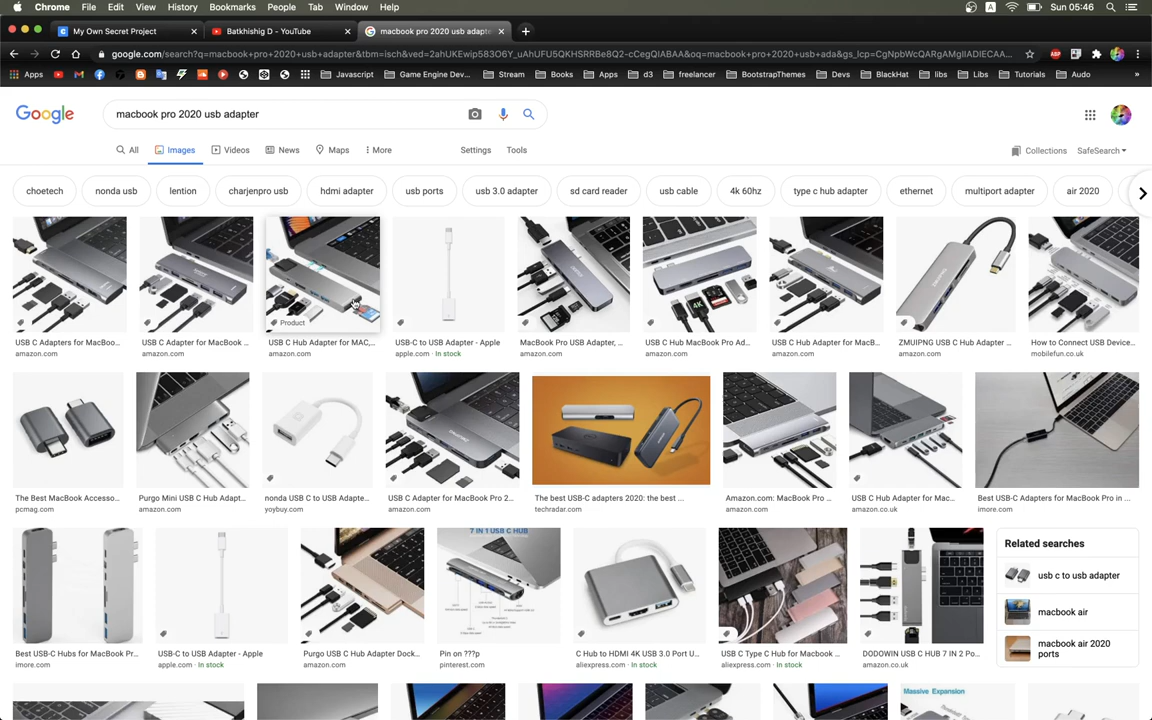 Chrome File Edit View History Bookmarks People Tab Window Help A Sun 05:46
My Own Secret Project Batkhishig D - YouTube macbook pro 2020 usb adapte
google.com/search?q=macbook+pro+2020+usb+adapter&tbm=isch&ved=2ahUKEwip583O6Y_uAhUFU5QKHSRRBe8Q2-cCegQIABAA&oq=macbook+pro+2020+usb+ada&gs_lcp=CgNpbWcQARgAMgIIADIECAA... ABP
Apps Javascript Game Engine Dev... Stream Books Apps d3 freelancer BootstrapThemes Devs BlackHat libs Libs Tutorials Audo »
Google macbook pro 2020 usb adapter
All Images Videos News Maps More Settings Tools Collections SafeSearch
choetech nonda usb lention charjenpro usb hdmi adapter usb ports usb 3.0 adapter sd card reader usb cable 4k 60hz type c hub adapter ethernet multiport adapter air 2020
Product
USB C Adapters for MacBoo... USB C Adapter for MacBook ... USB C Hub Adapter for MAC,... USB-C to USB Adapter - Apple MacBook Pro USB Adapter, ... USB C Hub MacBook Pro Ad... USB C Hub Adapter for MacB... ZMUIPNG USB C Hub Adapter ... How to Connect USB Device...
amazon.com amazon.com amazon.com apple.com · In stock amazon.com amazon.com amazon.com amazon.com mobilefun.co.uk
The Best MacBook Accesso... Purgo Mini USB C Hub Adapt... nonda USB C to USB Adapte... USB C Adapter for MacBook Pro 2... The best USB-C adapters 2020: the best ... Amazon.com: MacBook Pro ... USB C Hub Adapter for Mac... Best USB-C Adapters for MacBook Pro in ...
pcmag.com amazon.com yoybuy.com amazon.com techradar.com amazon.com amazon.co.uk imore.com
7 IN 1 USB C HUB
Related searches
usb c to usb adapter
macbook air
macbook air 2020
ports
Best USB-C Hubs for MacBook Pr... USB-C to USB Adapter - Apple Purgo USB C Hub Adapter Dock... Pin on ???p C Hub to HDMI 4K USB 3.0 Port U... USB C Type C Hub for Macbook ... DODOWIN USB C HUB 7 IN 2 Po...
imore.com apple.com · In stock amazon.com pinterest.com aliexpress.com · In stock aliexpress.com · In stock amazon.co.uk
Massive Expansion